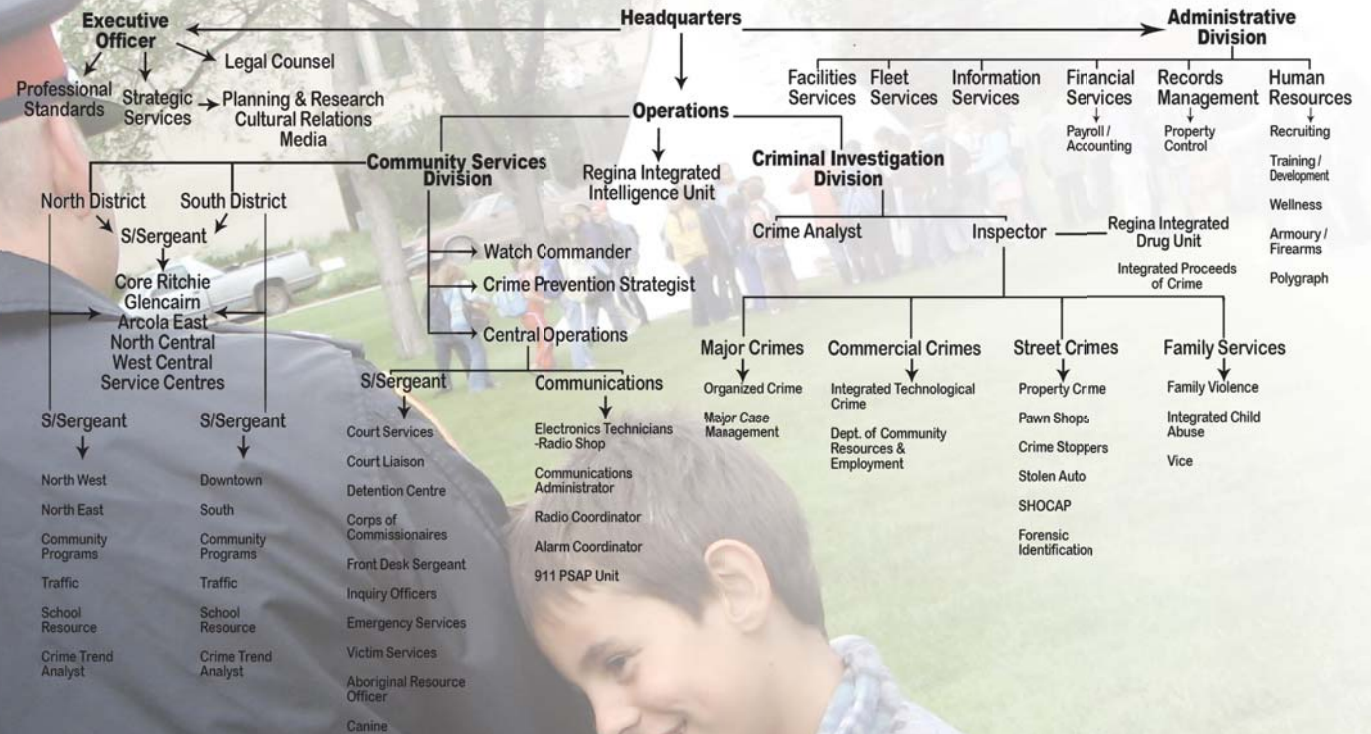 Headquarters
Executive
Officer
Administrative
Division
Legal Counsel
Professional
Standards
Strategic
Services
Planning & Research
Cultural Relations
Media
Facilities
Services
Fleet
Services
Information
Services
Financial
Services
Records
Management
Human
Resources
Payroll /
Accounting
Property
Control
Recruiting
Training /
Development
Wellness
Armoury /
Firearms
Polygraph
Operations
Community Services
Division
Regina Integrated
Intelligence Unit
Criminal Investigation
Division
North District
South District
S/Sergeant
Core Ritchie
Glencairn
Arcola East
North Central
West Central
Service Centres
Watch Commander
Crime Prevention Strategist
Central Operations
Crime Analyst
Inspector
Regina Integrated
Drug Unit
Integrated Proceeds
of Crime
S/Sergeant
North West
North East
Community
Programs
Traffic
School
Resource
Crime Trend
Analyst
S/Sergeant
Downtown
South
Community
Programs
Traffic
School
Resource
Crime Trend
Analyst
S/Sergeant
Court Services
Court Liaison
Detention Centre
Corps of
Commissionaires
Front Desk Sergeant
Inquiry Officers
Emergency Services
Victim Services
Aboriginal Resource
Officer
Canine
Communications
Electronics Technicians
-Radio Shop
Communications
Administrator
Radio Coordinator
Alarm Coordinator
911 PSAP Unit
Major Crimes
Organized Crime
Major Case
Management
Commercial Crimes
Integrated Technological
Crime
Dept. of Community
Resources &
Employment
Street Crimes
Property Crme
Pawn Shops
Crime Stoppers
Stolen Auto
SHOCAP
Forensic
Identification
Family Services
Family Violence
Integrated Child
Abuse
Vice